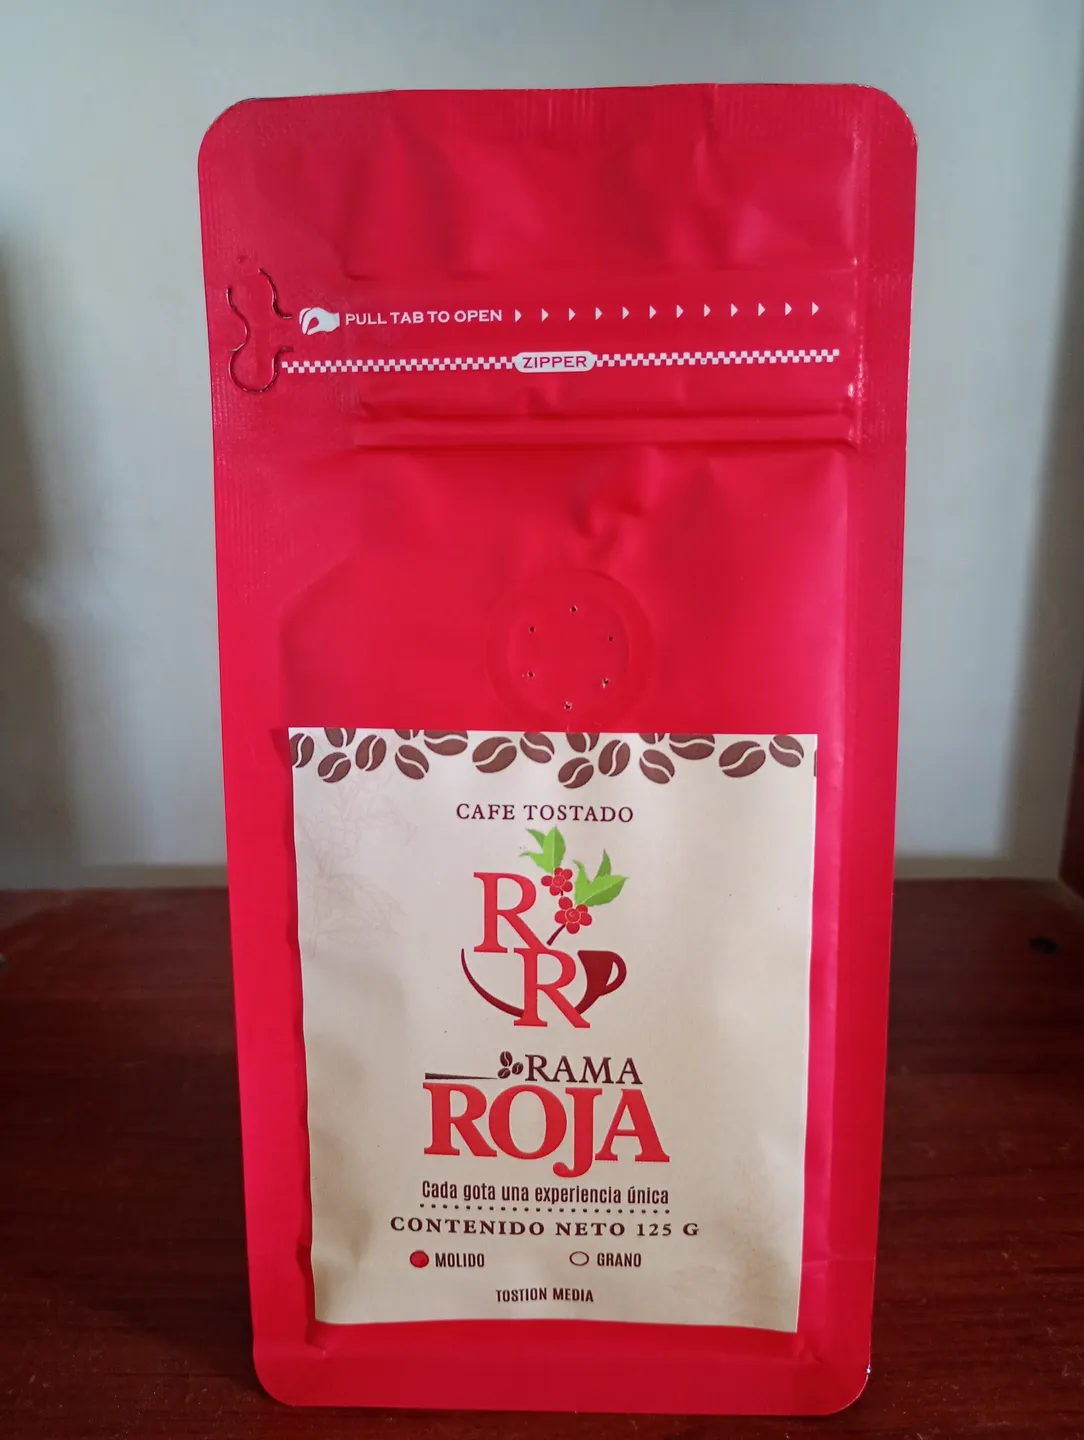 PULL TAB TO OPEN
ZIPPER
CAFE TOSTADO
R
R
RAMA
ROJA
Cada gota una experiencia única
CONTENIDO NETO 125 G
MOLIDO GRANO
TOSTION MEDIA